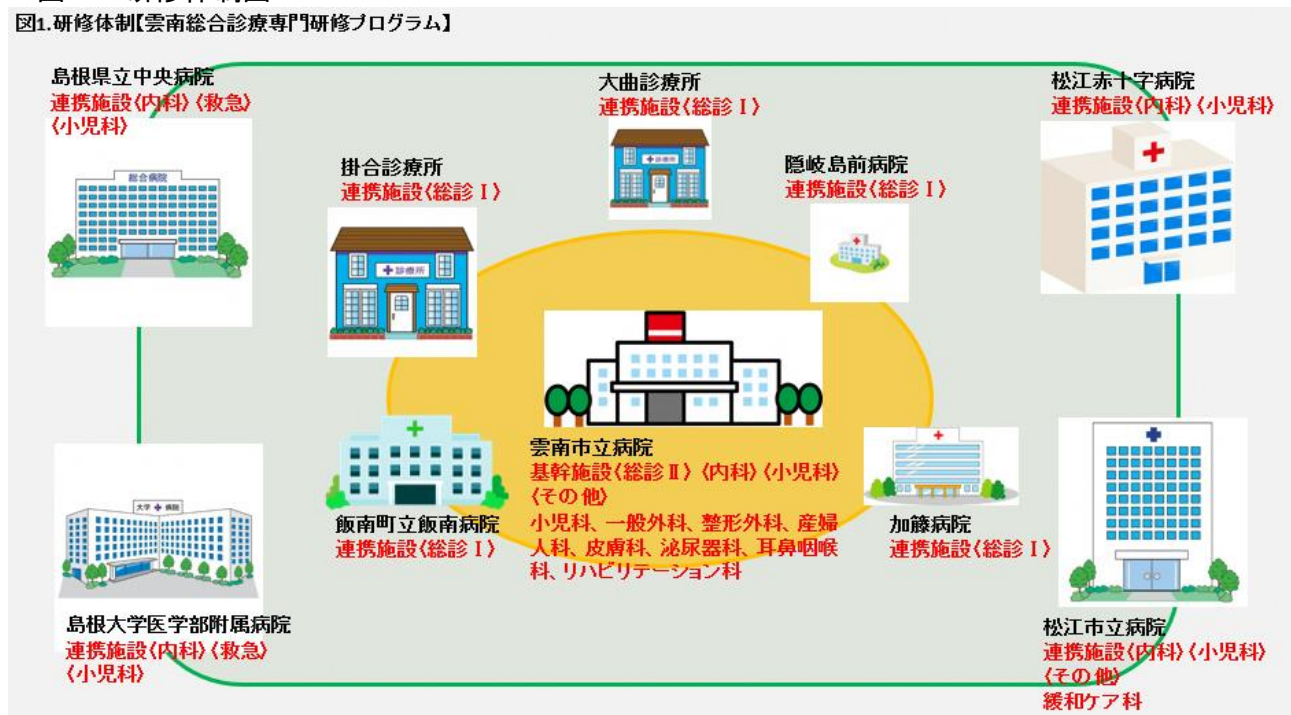 図1.研修体制【雲南総合診療専門研修プログラム】
島根県立中央病院
連携施設〈内科〉〈救急〉
〈小児科〉
総合病院
掛合診療所
連携施設〈総診Ⅰ〉
診療所
大曲診療所
連携施設〈総診Ⅰ〉
診療所
隠岐島前病院
連携施設〈総診Ⅰ〉
松江赤十字病院
連携施設〈内科〉〈小児科〉
雲南市立病院
基幹施設〈総診Ⅱ〉〈内科〉〈小児科〉
〈その他〉
小児科、一般外科、整形外科、産婦
人科、皮膚科、泌尿器科、耳鼻咽喉
科、リハビリテーション科
飯南町立飯南病院
連携施設〈総診Ⅰ〉
加藤病院
連携施設〈総診Ⅰ〉
大学 病院
島根大学医学部附属病院
連携施設〈内科〉〈救急〉
〈小児科〉
松江市立病院
連携施設〈内科〉〈小児科〉
〈その他〉
緩和ケア科